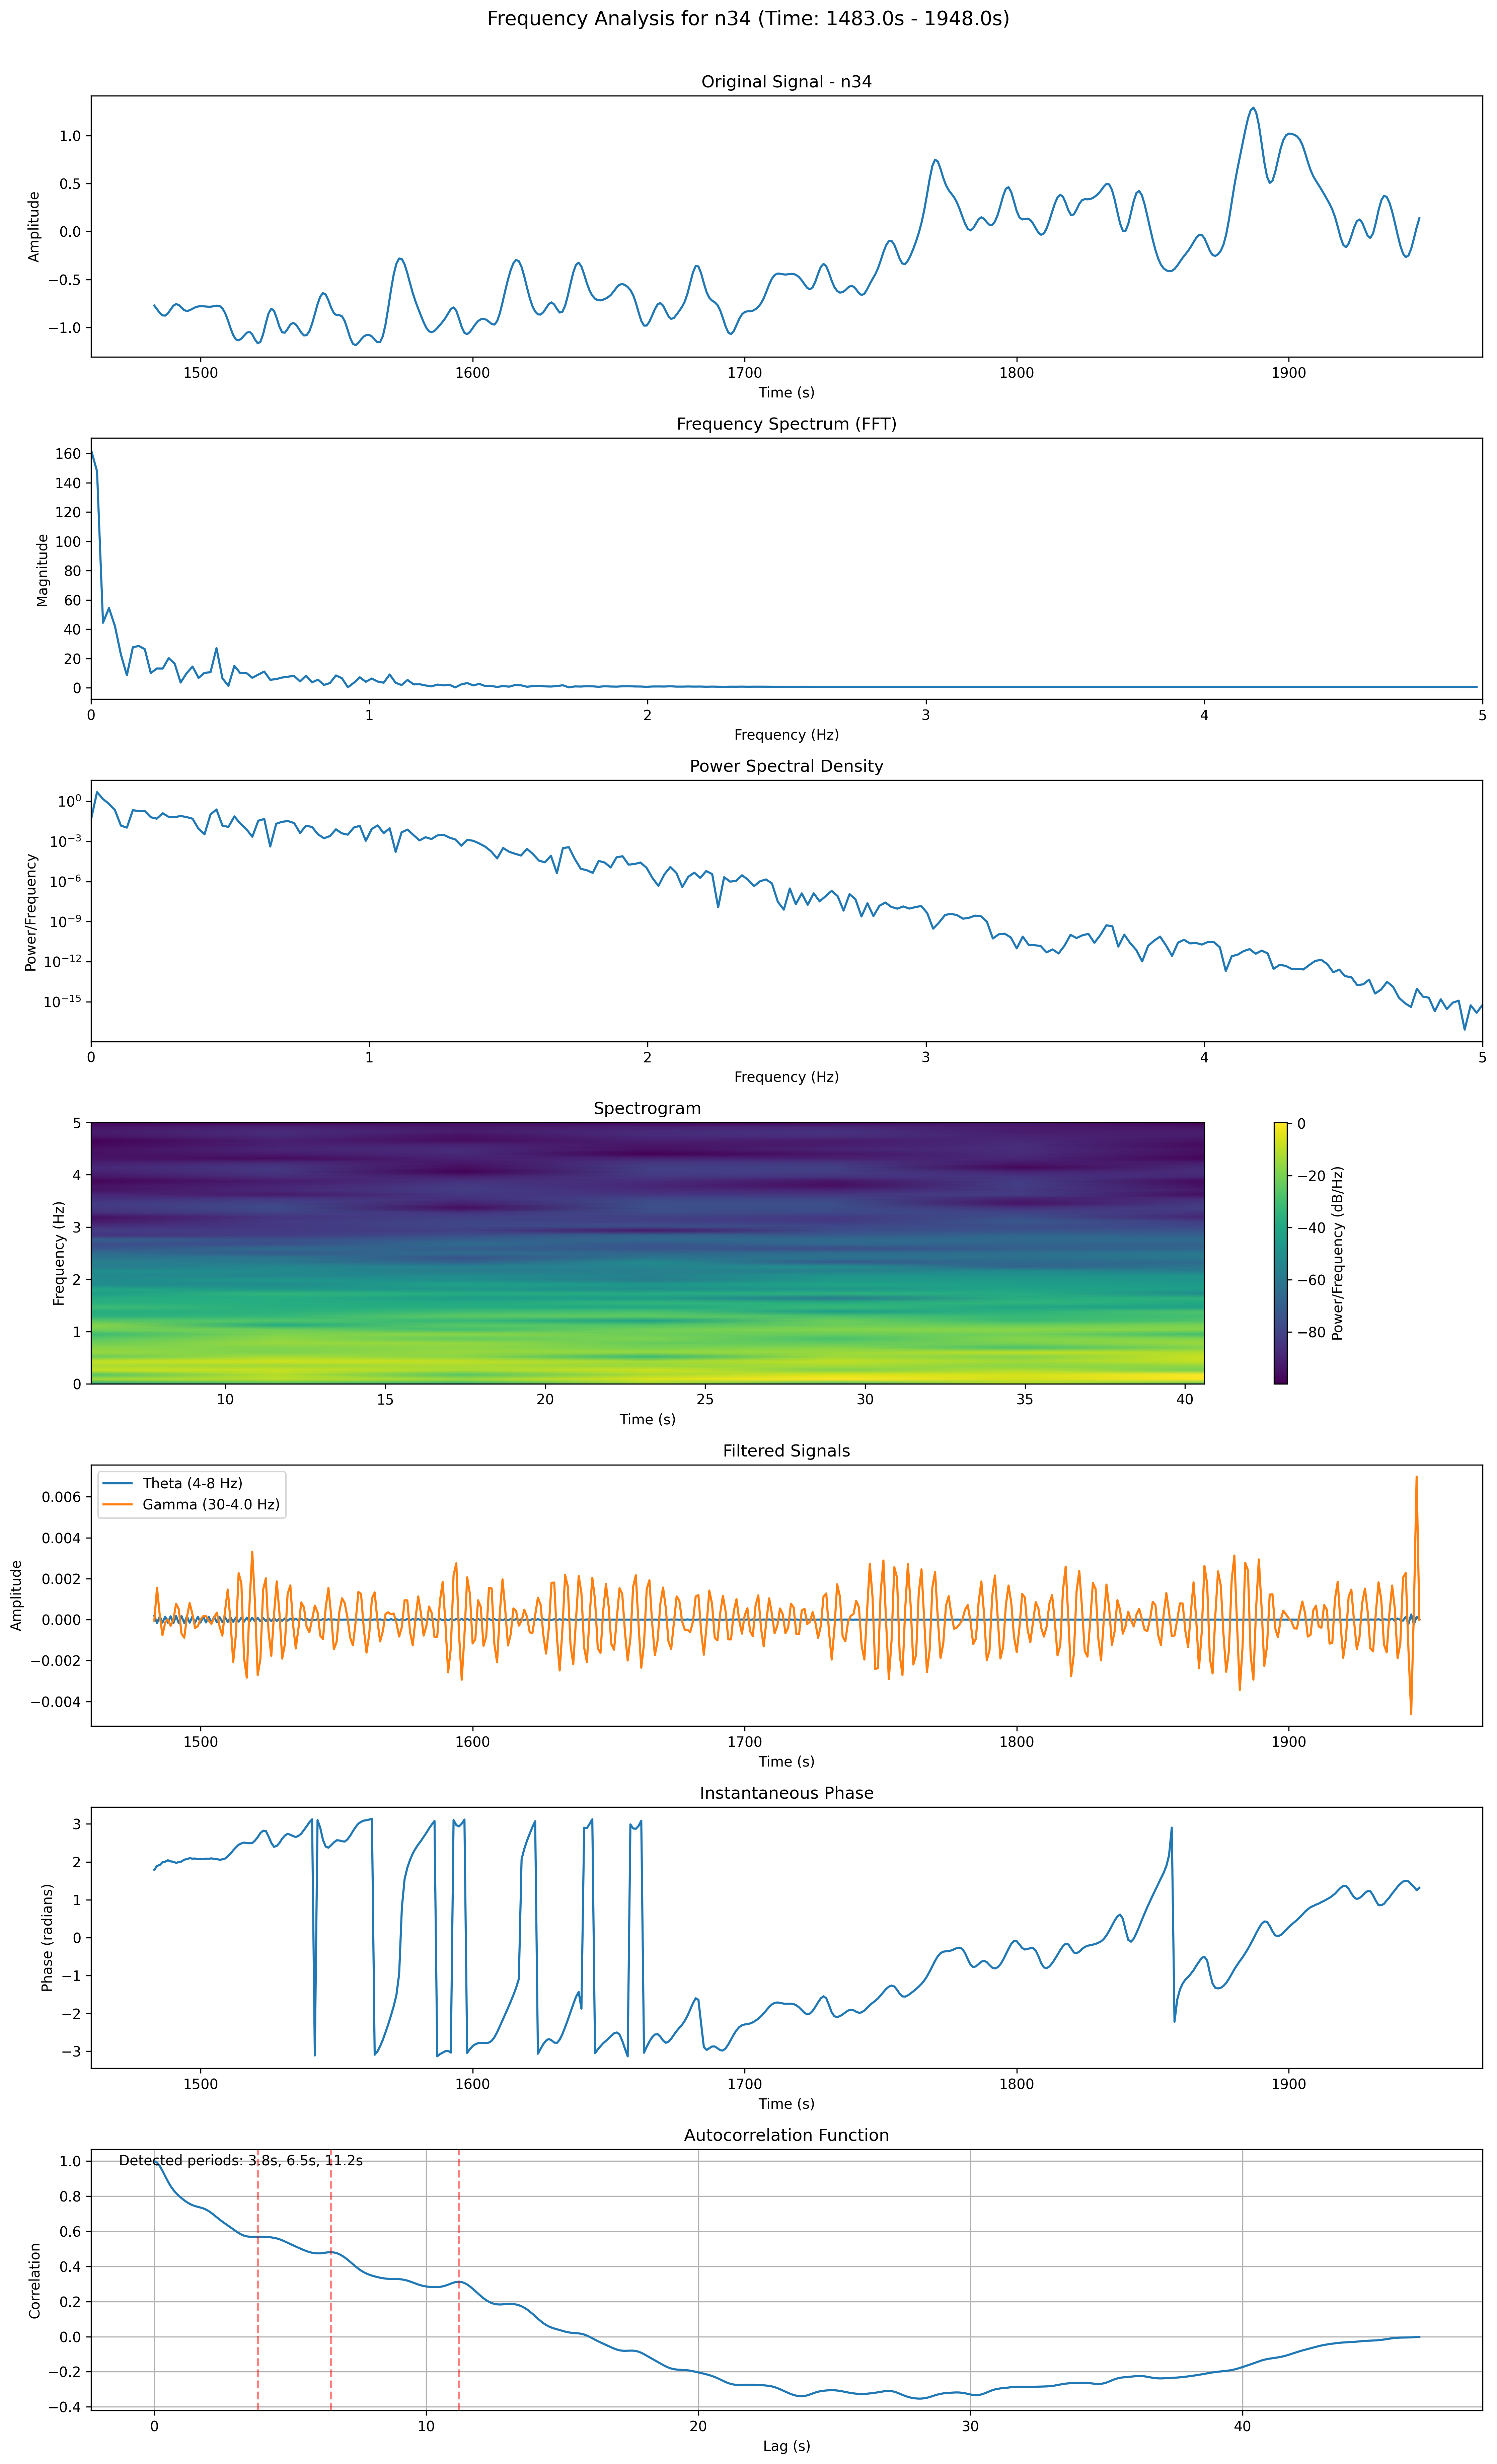 Frequency Analysis for n34 (Time: 1483.0s - 1948.0s)
Original Signal - n34
1.0
0.5
0.0
−0.5
−1.0
Amplitude
1500 1600 1700 1800 1900
Time (s)
Frequency Spectrum (FFT)
160
140
120
100
80
60
40
20
0
Magnitude
0 1 2 3 4 5
Frequency (Hz)
Power Spectral Density
10⁰
10⁻³
10⁻⁶
10⁻⁹
10⁻¹²
10⁻¹⁵
Power/Frequency
0 1 2 3 4 5
Frequency (Hz)
Spectrogram
5
4
3
2
1
0
Frequency (Hz)
10 15 20 25 30 35 40
Time (s)
0
−20
−40
−60
−80
Power/Frequency (dB/Hz)
Filtered Signals
Theta (4-8 Hz)
Gamma (30-4.0 Hz)
0.006
0.004
0.002
0.000
−0.002
−0.004
Amplitude
1500 1600 1700 1800 1900
Time (s)
Instantaneous Phase
3
2
1
0
−1
−2
−3
Phase (radians)
1500 1600 1700 1800 1900
Time (s)
Autocorrelation Function
Detected periods: 3.8s, 6.5s, 11.2s
1.0
0.8
0.6
0.4
0.2
0.0
−0.2
−0.4
Correlation
0 10 20 30 40
Lag (s)